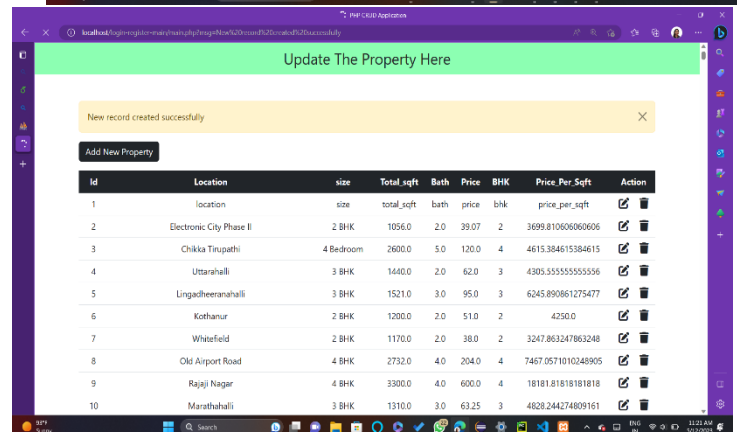 PHP CRUD Application
localhost/login-register-main/main.php?msg=New%20record%20created%20successfully
Update The Property Here
New record created successfully
Add New Property
Id Location size Total_sqft Bath Price BHK Price_Per_Sqft Action
1 location size total_sqft bath price bhk price_per_sqft
2 Electronic City Phase II 2 BHK 1056.0 2.0 39.07 2 3699.810606060606
3 Chikka Tirupathi 4 Bedroom 2600.0 5.0 120.0 4 4615.384615384615
4 Uttarahalli 3 BHK 1440.0 2.0 62.0 3 4305.555555555556
5 Lingadheeranahalli 3 BHK 1521.0 3.0 95.0 3 6245.890861275477
6 Kothanur 2 BHK 1200.0 2.0 51.0 2 4250.0
7 Whitefield 2 BHK 1170.0 2.0 38.0 2 3247.863247863248
8 Old Airport Road 4 BHK 2732.0 4.0 204.0 4 7467.0571010248905
9 Rajaji Nagar 4 BHK 3300.0 4.0 600.0 4 18181.81818181818
10 Marathahalli 3 BHK 1310.0 3.0 63.25 3 4828.244274809161
93°F
Sunny
Search
ENG
IN
11:21 AM
5/12/2023